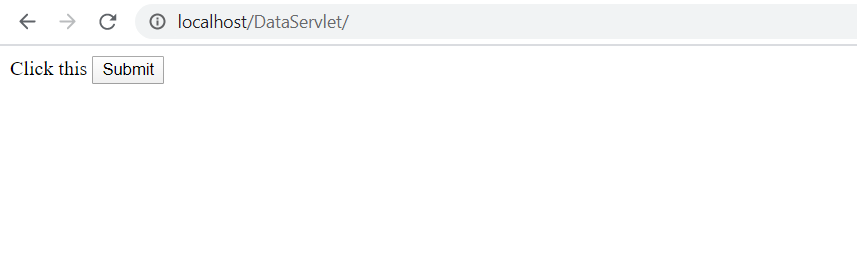 localhost/DataServlet/
Click this Submit